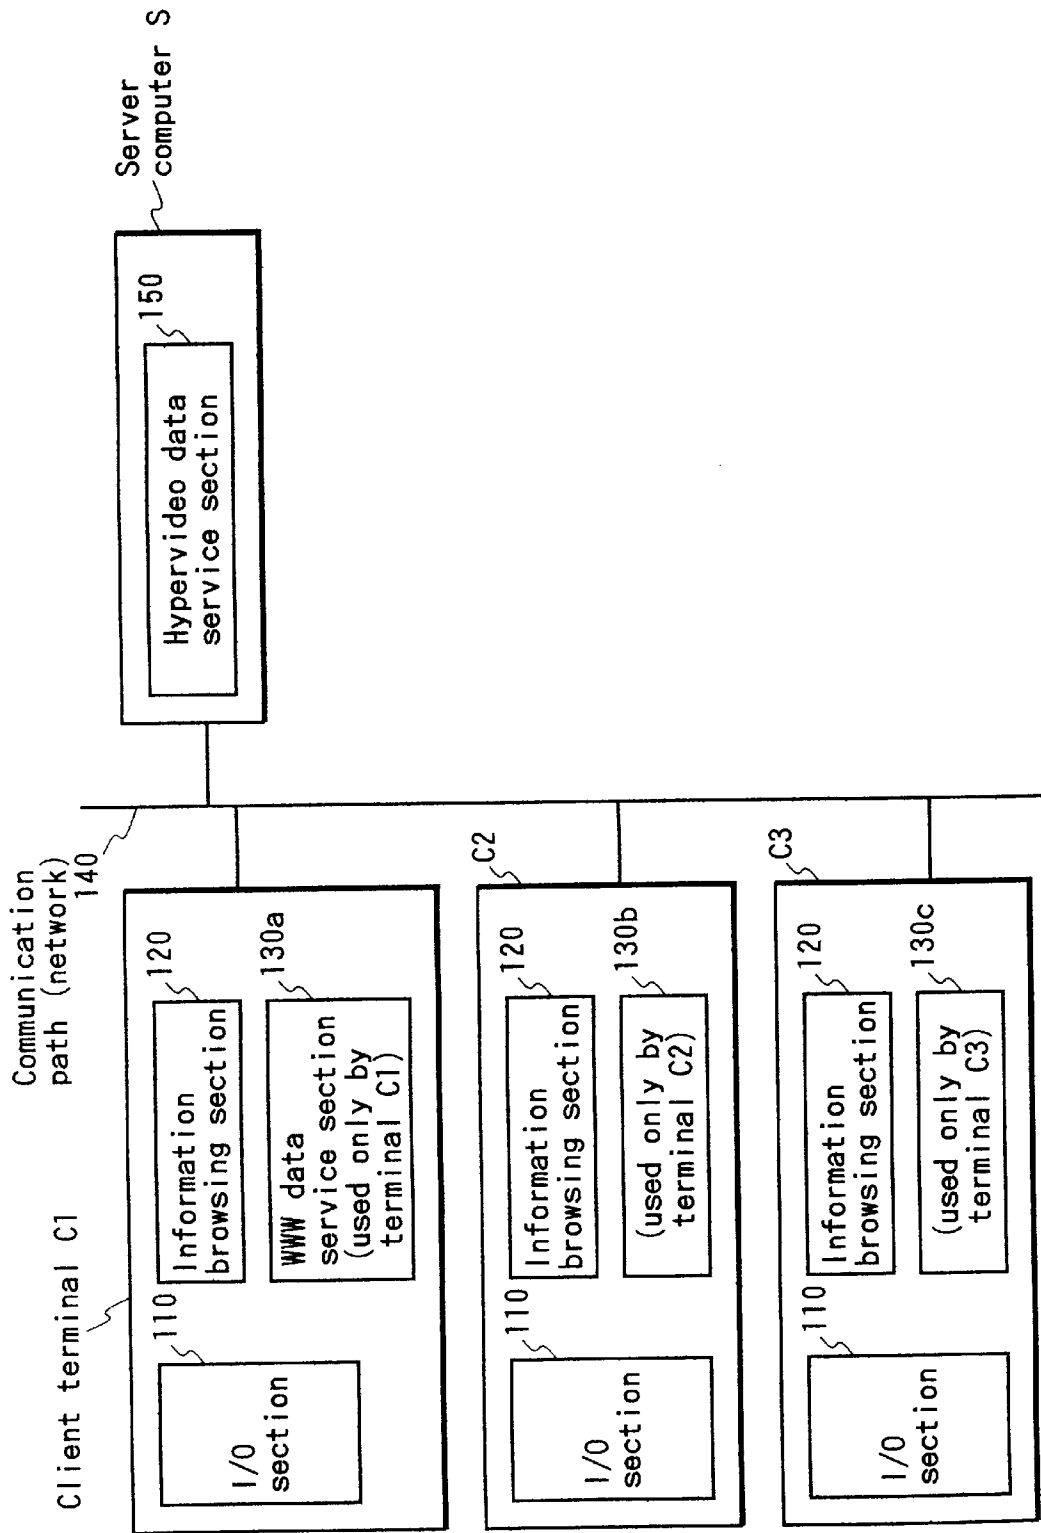 Client terminal C1
110
I/O
section
120
Information
browsing section
130a
WWW data
service section
(used only by
terminal C1)
Communication
path (network)
140
C2
110
I/O
section
120
Information
browsing section
130b
(used only by
terminal C2)
C3
110
I/O
section
120
Information
browsing section
130c
(used only by
terminal C3)
Server
computer S
150
Hypervideo data
service section